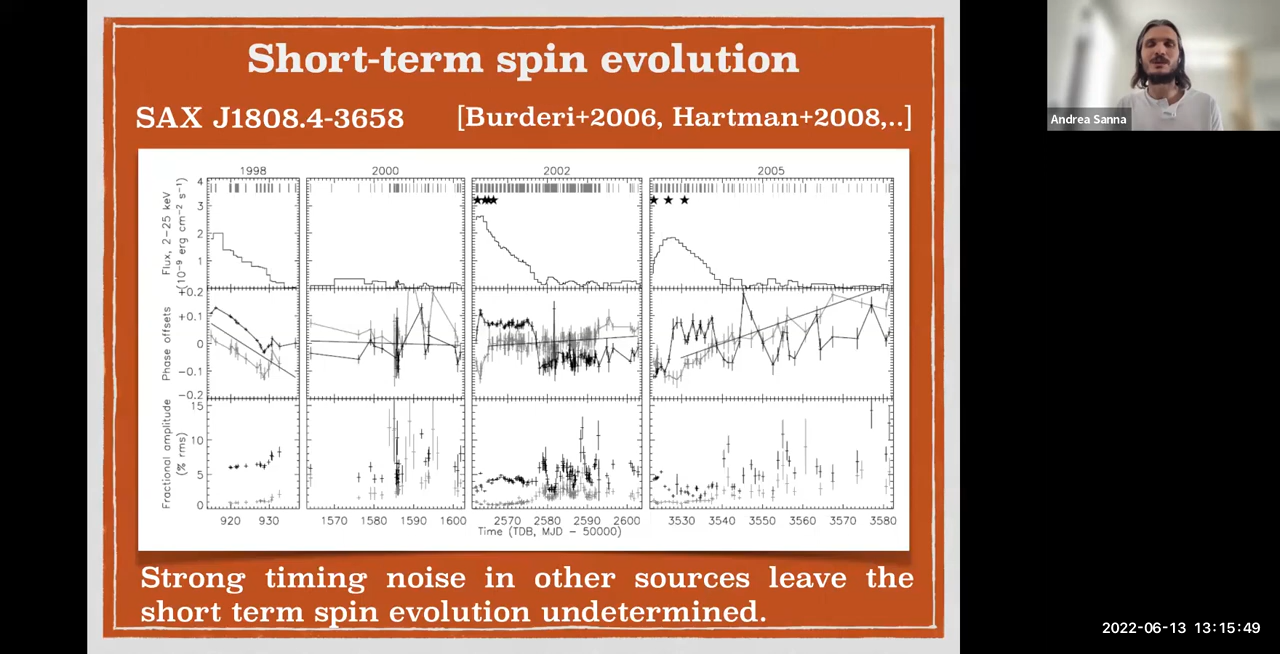 Short-term spin evolution
SAX J1808.4-3658 [Burderi+2006, Hartman+2008,..]
1998 2000 2002 2005
Flux, 2-25 keV
(10⁻⁹ erg cm⁻² s⁻¹)
4
3
2
1
Phase offsets
+0.2
+0.1
0
-0.1
-0.2
Fractional amplitude
(% rms)
15
10
5
0
920 930 1570 1580 1590 1600 2570 2580 2590 2600 3530 3540 3550 3560 3570 3580
Time (TDB, MJD - 50000)
Strong timing noise in other sources leave the
short term spin evolution undetermined.
Andrea Sanna
2022-06-13 13:15:49